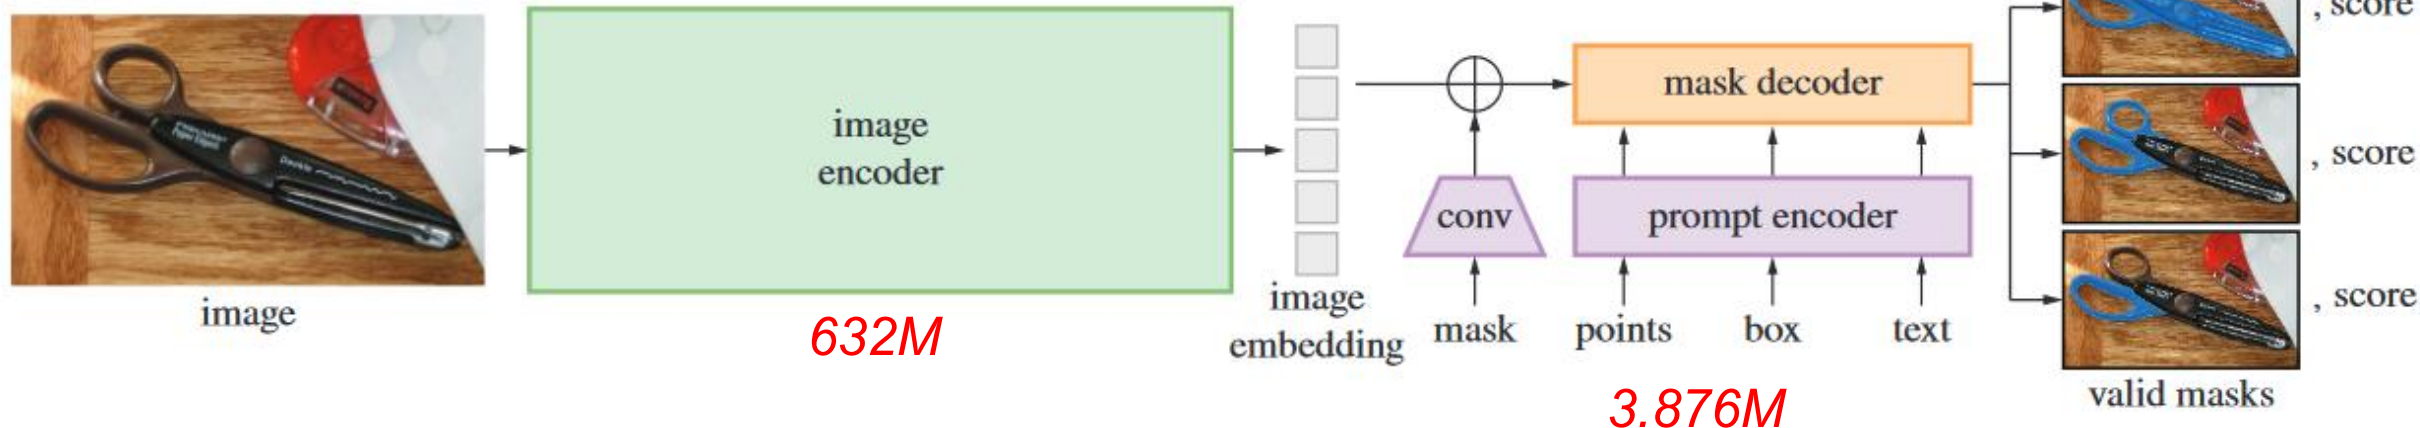 image
encoder
image
632M
image
embedding
conv
mask
mask decoder
prompt encoder
points
box
text
3.876M
, score
, score
, score
valid masks